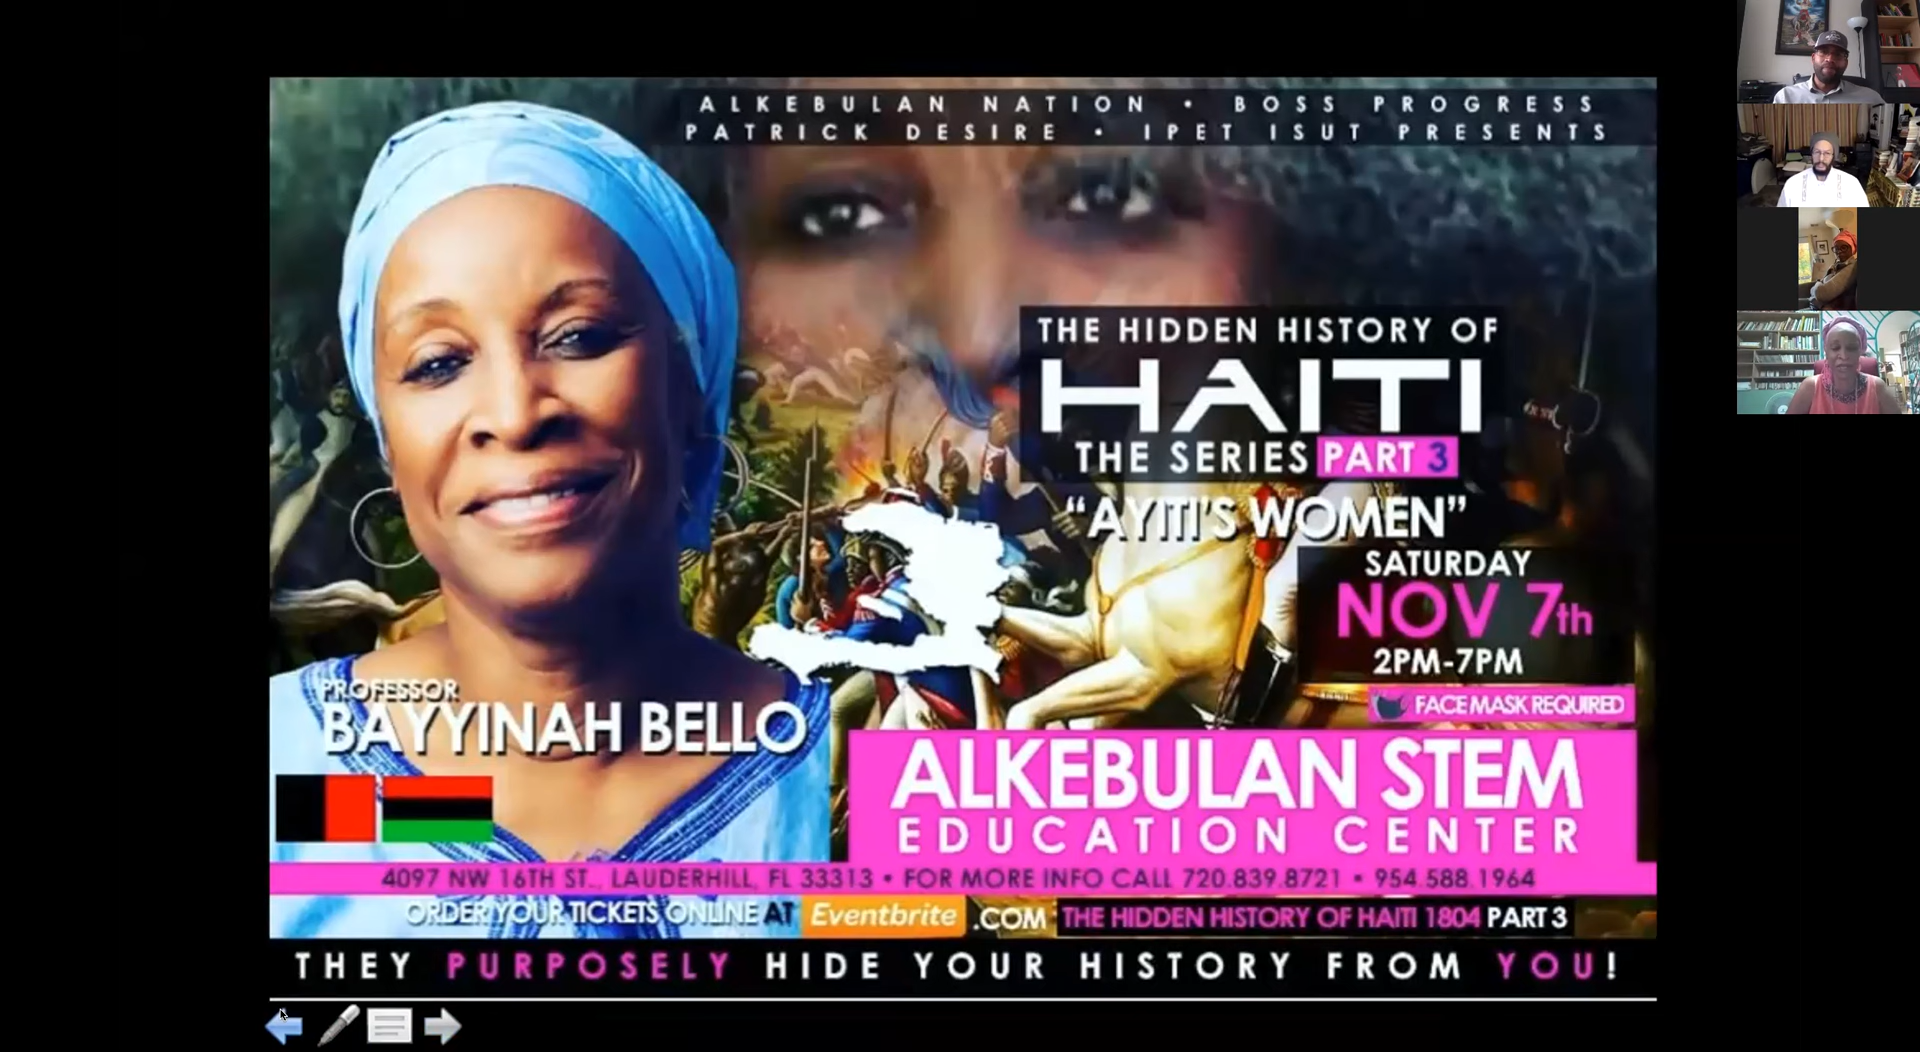 ALKEBULAN NATION • BOSS PROGRESS
PATRICK DESIRE • IPET ISUT PRESENTS
THE HIDDEN HISTORY OF
HAITI
THE SERIES PART 3
“AYITI'S WOMEN”
SATURDAY
NOV 7th
2PM-7PM
FACE MASK REQUIRED
PROFESSOR
BAYYINAH BELLO
ALKEBULAN STEM
EDUCATION CENTER
4097 NW 16TH ST., LAUDERHILL, FL 33313 • FOR MORE INFO CALL 720.839.8721 • 954.588.1964
ORDER YOUR TICKETS ONLINE AT Eventbrite .COM THE HIDDEN HISTORY OF HAITI 1804 PART 3
THEY PURPOSELY HIDE YOUR HISTORY FROM YOU!